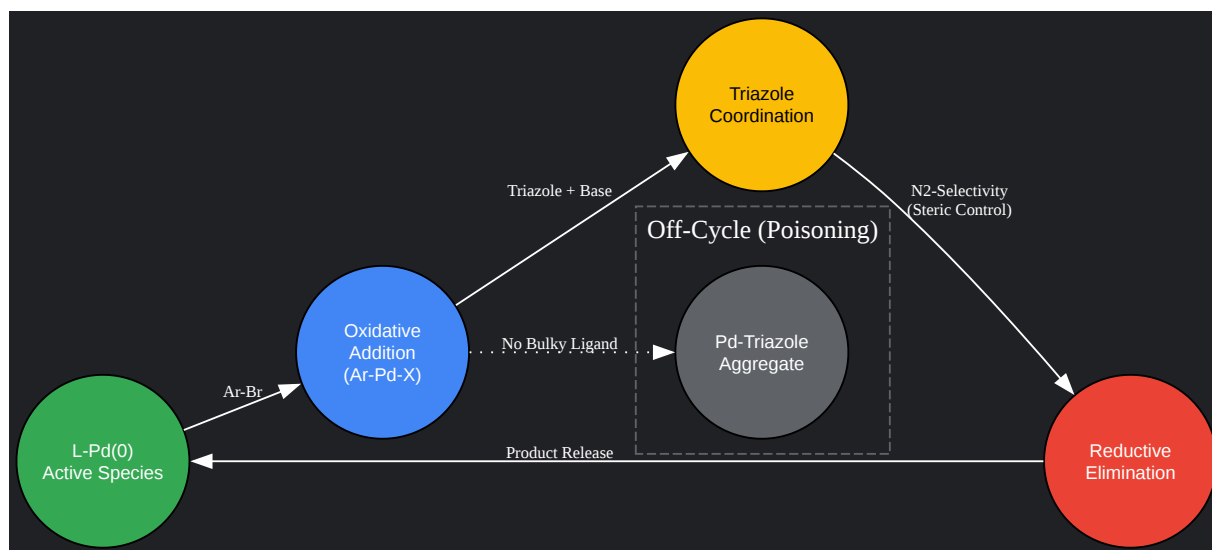 Triazole
Coordination
Triazole + Base
N2-Selectivity
(Steric Control)
Off-Cycle (Poisoning)
Oxidative
Addition
(Ar-Pd-X)
No Bulky Ligand
Pd-Triazole
Aggregate
Ar-Br
L-Pd(0)
Active Species
Product Release
Reductive
Elimination